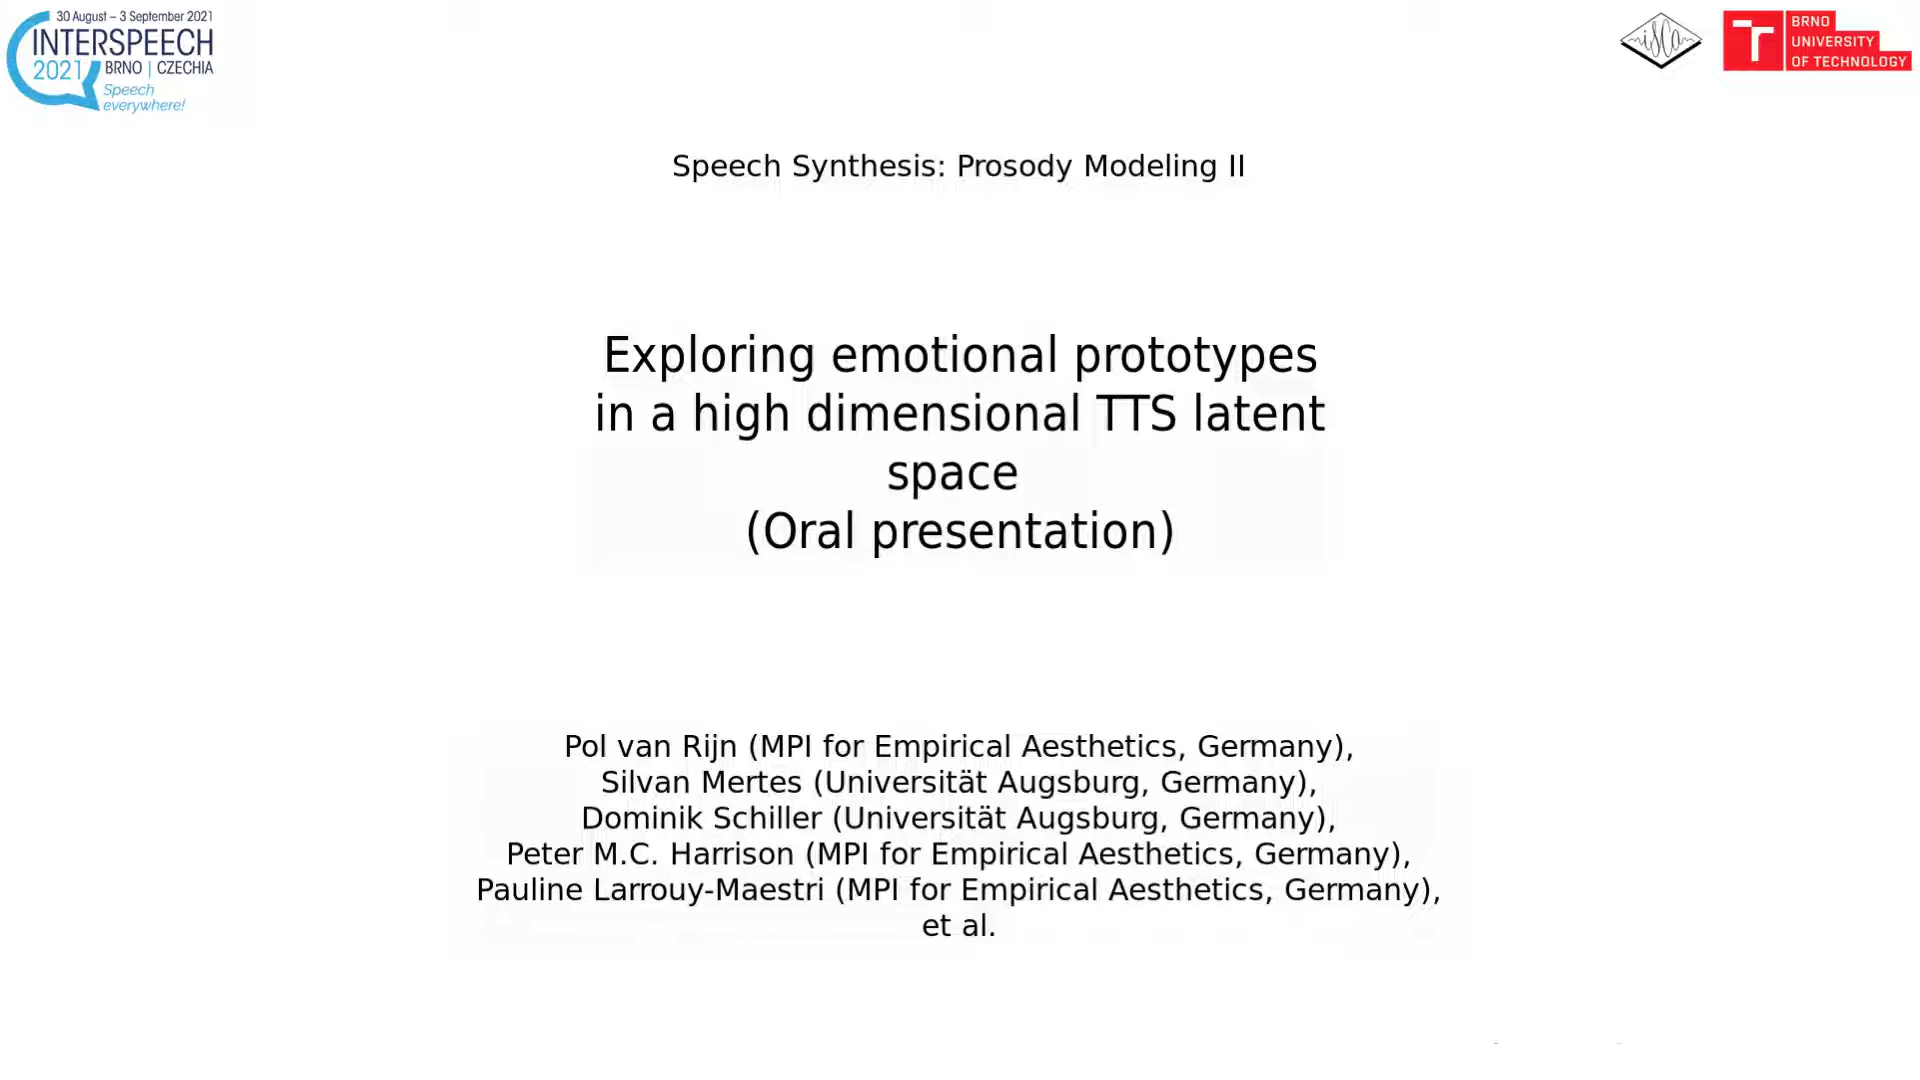 30 August – 3 September 2021
INTERSPEECH
2021 BRNO | CZECHIA
Speech
everywhere!
isca
BRNO
UNIVERSITY
OF TECHNOLOGY
Speech Synthesis: Prosody Modeling II
Exploring emotional prototypes
in a high dimensional TTS latent
space
(Oral presentation)
Pol van Rijn (MPI for Empirical Aesthetics, Germany),
Silvan Mertes (Universität Augsburg, Germany),
Dominik Schiller (Universität Augsburg, Germany),
Peter M.C. Harrison (MPI for Empirical Aesthetics, Germany),
Pauline Larrouy-Maestri (MPI for Empirical Aesthetics, Germany),
et al.